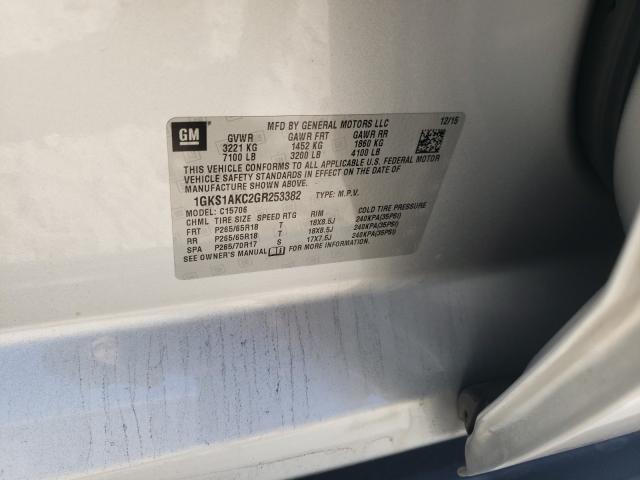 GM
MFD BY GENERAL MOTORS LLC 12/15
GVWR GAWR FRT GAWR RR
3221 KG 1452 KG 1860 KG
7100 LB 3200 LB 4100 LB
THIS VEHICLE CONFORMS TO ALL APPLICABLE U.S. FEDERAL MOTOR
VEHICLE SAFETY STANDARDS IN EFFECT ON THE DATE OF
MANUFACTURE SHOWN ABOVE.
1GKS1AKC2GR253382 TYPE: M.P.V.
MODEL: C15706
CHML TIRE SIZE SPEED RTG RIM COLD TIRE PRESSURE
FRT P265/65R18 T 18X8.5J 240KPA(35PSI)
RR P265/65R18 T 18X8.5J 240KPA(35PSI)
SPA P265/70R17 S 17X7.5J 240KPA(35PSI)
SEE OWNER'S MANUAL FOR MORE INFORMATION.